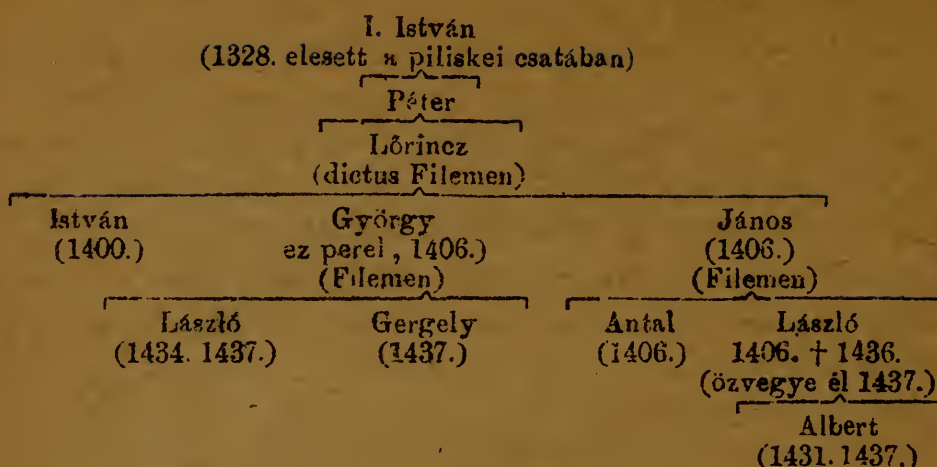 I. István
(1328. elesett a piliskei csatában)
Péter
Lőrincz
(dictus Filemen)
István György János
(1400.) ez perel, 1406.) (1406.)
(Filemen) (Filemen)
László Gergely Antal László
(1434. 1437.) (1437.) (1406.) 1406. † 1436.
(özvegye él 1437.)
Albert
(1431. 1437.)